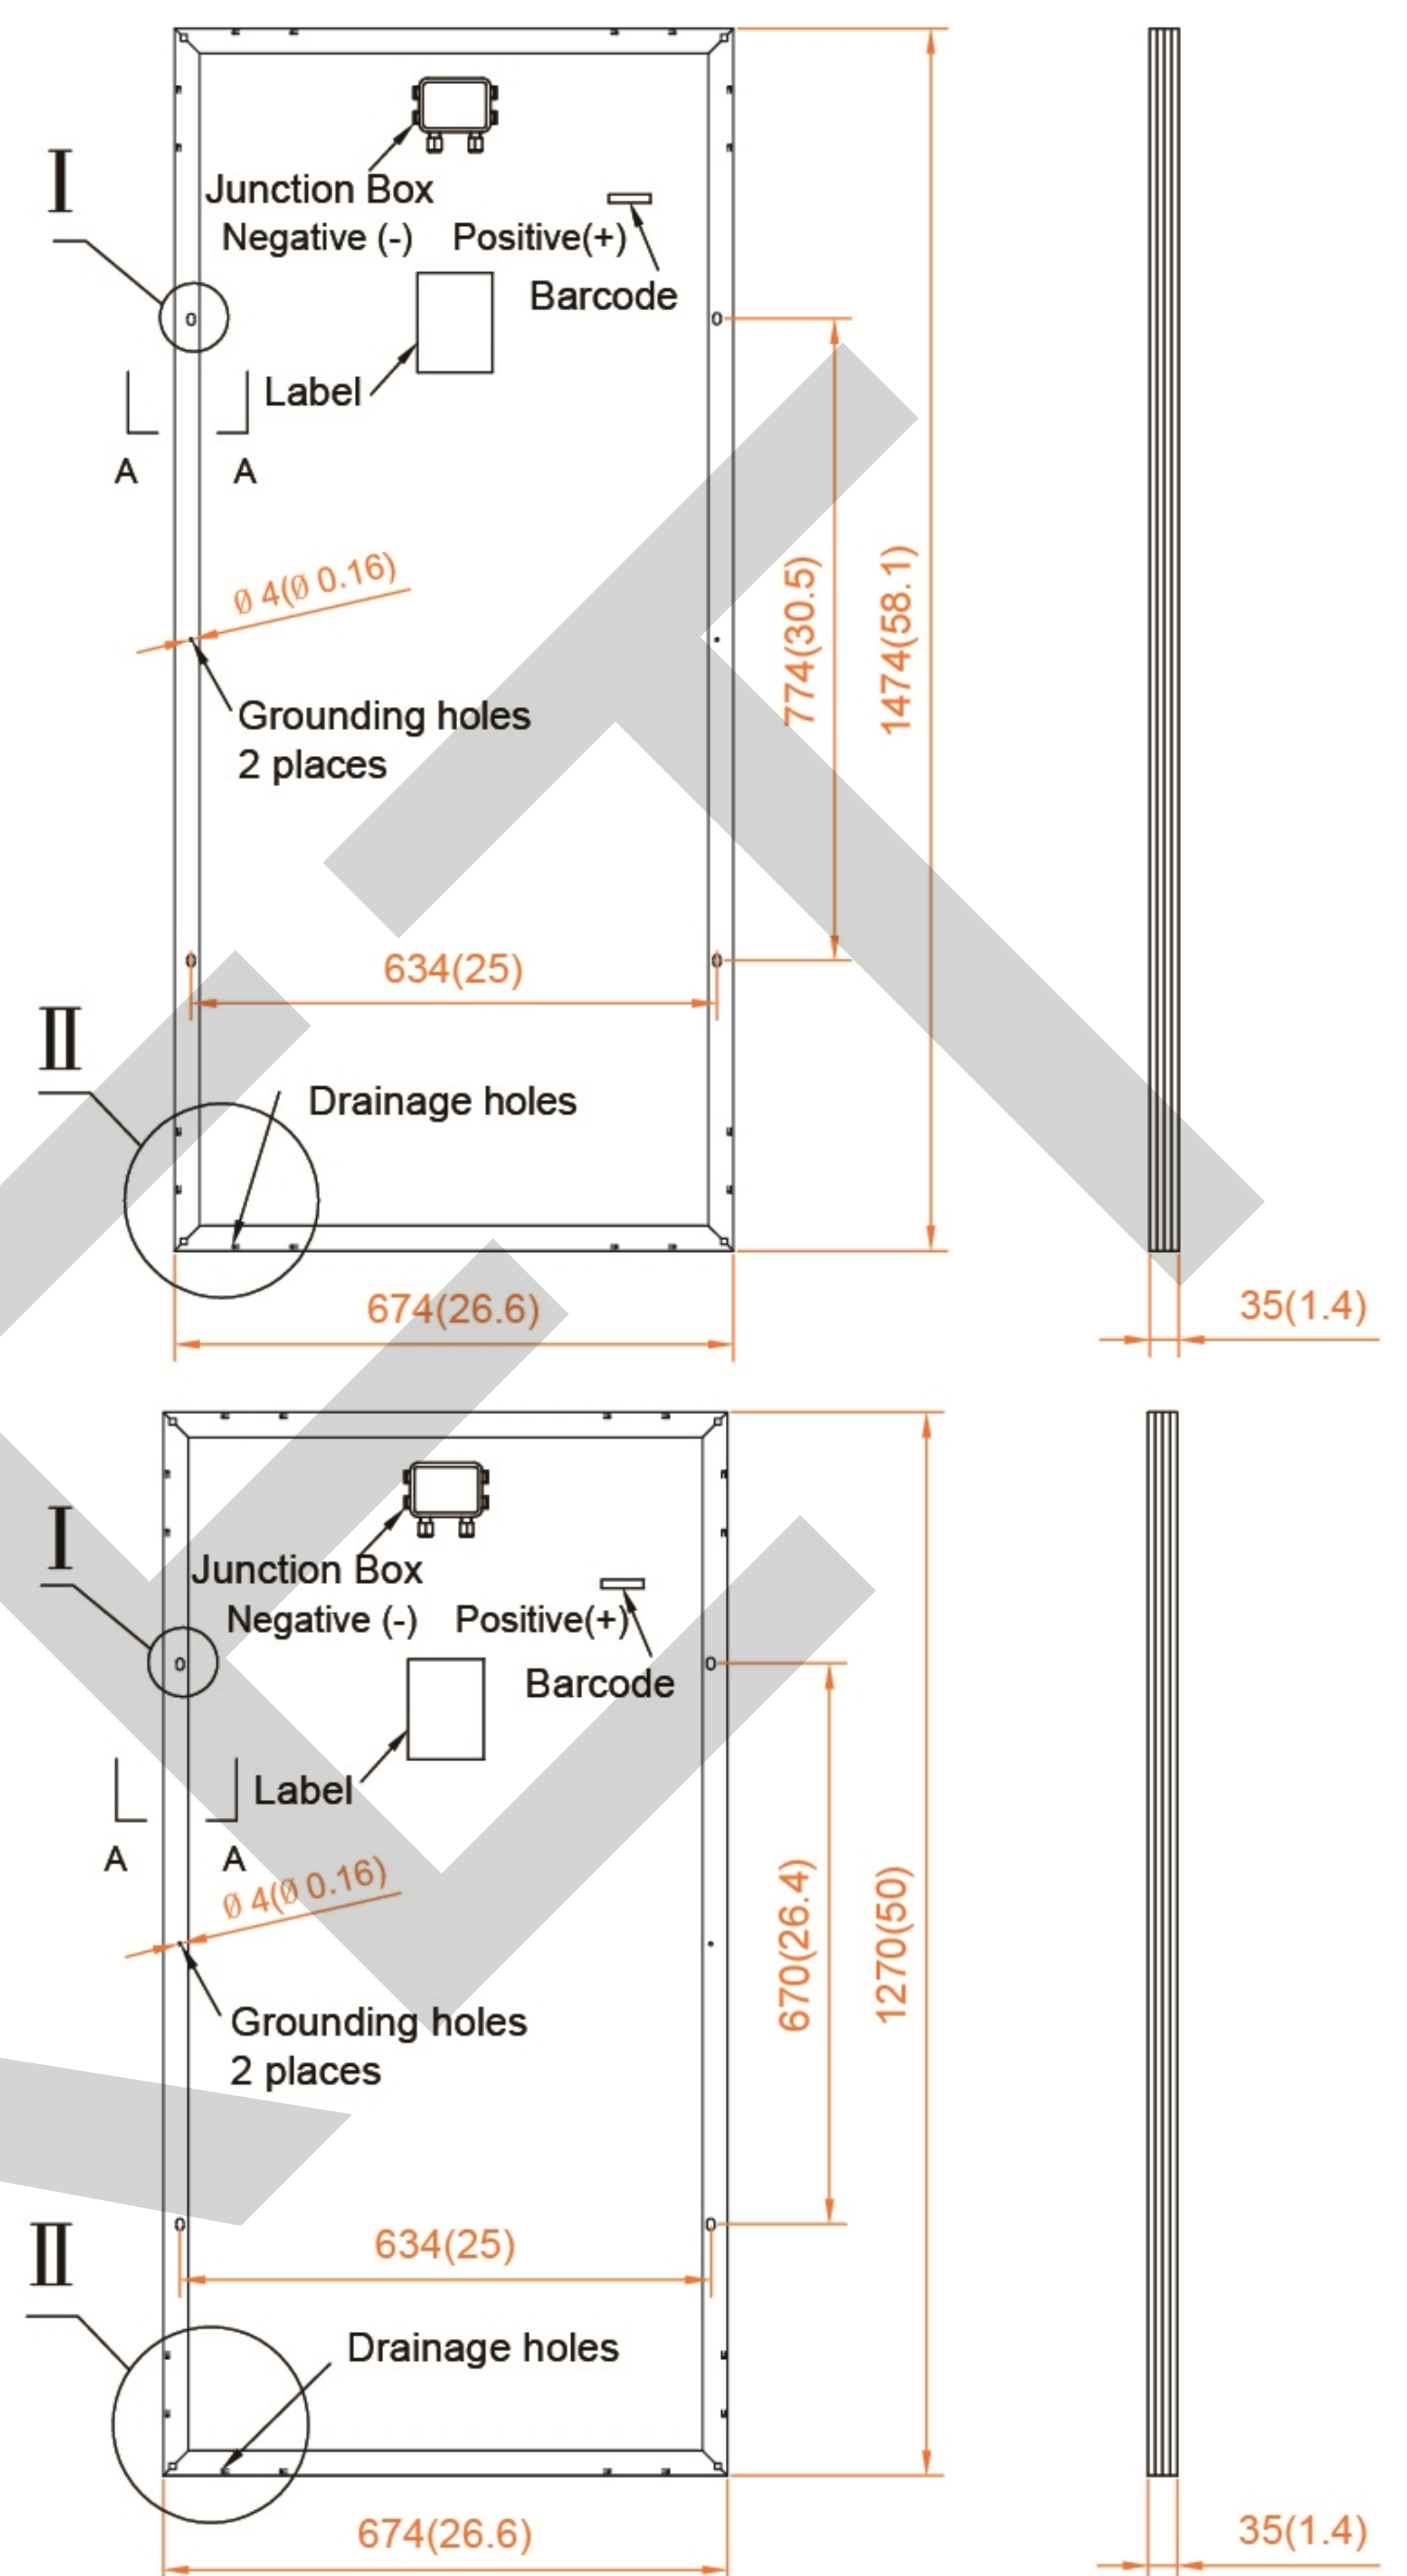 I
Junction Box
Negative (-) Positive(+)
Barcode
Label
A A
Ø 4(Ø 0.16)
774(30.5)
1474(58.1)
Grounding holes
2 places
634(25)
II
Drainage holes
674(26.6)
35(1.4)
I
Junction Box
Negative (-) Positive(+)
Barcode
Label
A A
Ø 4(Ø 0.16)
670(26.4)
1270(50)
Grounding holes
2 places
634(25)
II
Drainage holes
674(26.6)
35(1.4)